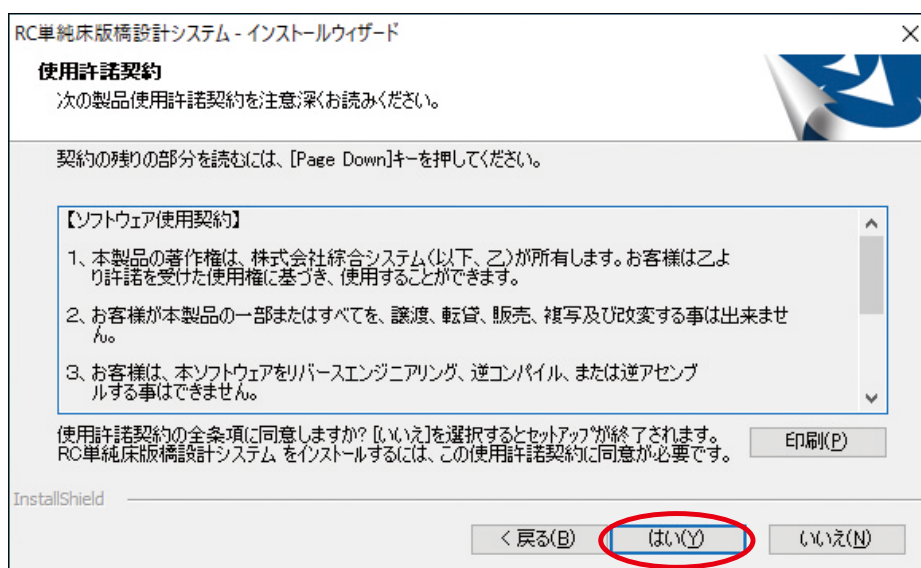 RC単純床版橋設計システム - インストールウィザード
使用許諾契約
次の製品使用許諾契約を注意深くお読みください。
契約の残りの部分を読むには、[Page Down]キーを押してください。
【ソフトウェア使用契約】
1、本製品の著作権は、株式会社綜合システム(以下、乙)が所有します。お客様は乙よ
り許諾を受けた使用権に基づき、使用することができます。
2、お客様が本製品の一部またはすべてを、譲渡、転貸、販売、複写及び改変する事は出来ませ
ん。
3、お客様は、本ソフトウェアをリバースエンジニアリング、逆コンパイル、または逆アセンブ
ルする事はできません。
使用許諾契約の全条項に同意しますか? [いいえ]を選択するとセットアップが終了されます。
RC単純床版橋設計システム をインストールするには、この使用許諾契約に同意が必要です。
印刷(P)
InstallShield
< 戻る(B) はい(Y) いいえ(N)